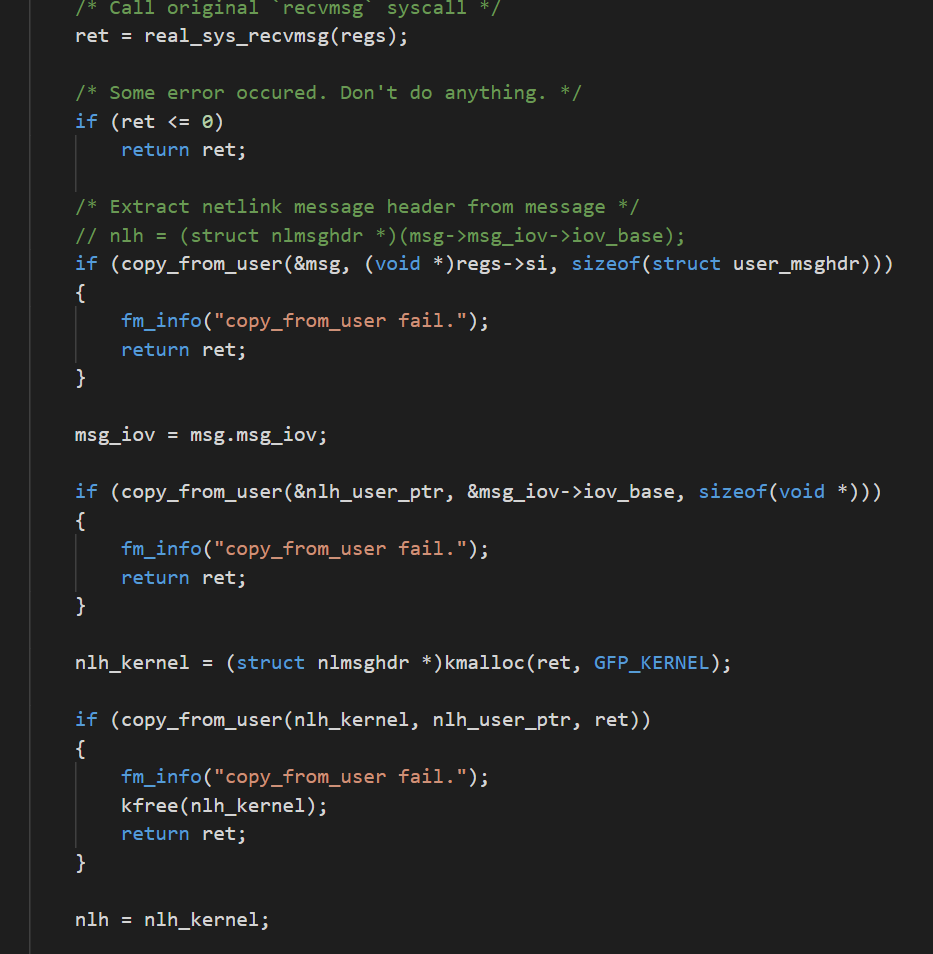 /* Call original `recvmsg` syscall */
ret = real_sys_recvmsg(regs);
/* Some error occured. Don't do anything. */
if (ret <= 0)
return ret;
/* Extract netlink message header from message */
// nlh = (struct nlmsghdr *)(msg->msg_iov->iov_base);
if (copy_from_user(&msg, (void *)regs->si, sizeof(struct user_msghdr)))
{
fm_info("copy_from_user fail.");
return ret;
}
msg_iov = msg.msg_iov;
if (copy_from_user(&nlh_user_ptr, &msg_iov->iov_base, sizeof(void *)))
{
fm_info("copy_from_user fail.");
return ret;
}
nlh_kernel = (struct nlmsghdr *)kmalloc(ret, GFP_KERNEL);
if (copy_from_user(nlh_kernel, nlh_user_ptr, ret))
{
fm_info("copy_from_user fail.");
kfree(nlh_kernel);
return ret;
}
nlh = nlh_kernel;